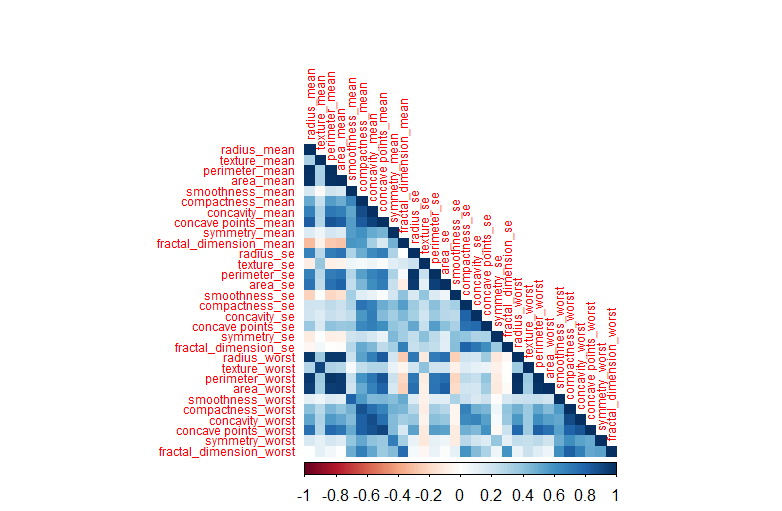 radius_mean
texture_mean
perimeter_mean
area_mean
smoothness_mean
compactness_mean
concavity_mean
concave points_mean
symmetry_mean
fractal_dimension_mean
radius_se
texture_se
perimeter_se
area_se
smoothness_se
compactness_se
concavity_se
concave points_se
symmetry_se
fractal_dimension_se
radius_worst
texture_worst
perimeter_worst
area_worst
smoothness_worst
compactness_worst
concavity_worst
concave points_worst
symmetry_worst
fractal_dimension_worst
radius_mean
texture_mean
perimeter_mean
area_mean
smoothness_mean
compactness_mean
concavity_mean
concave points_mean
symmetry_mean
fractal_dimension_mean
radius_se
texture_se
perimeter_se
area_se
smoothness_se
compactness_se
concavity_se
concave points_se
symmetry_se
fractal_dimension_se
radius_worst
texture_worst
perimeter_worst
area_worst
smoothness_worst
compactness_worst
concavity_worst
concave points_worst
symmetry_worst
fractal_dimension_worst
-1 -0.8 -0.6 -0.4 -0.2 0 0.2 0.4 0.6 0.8 1